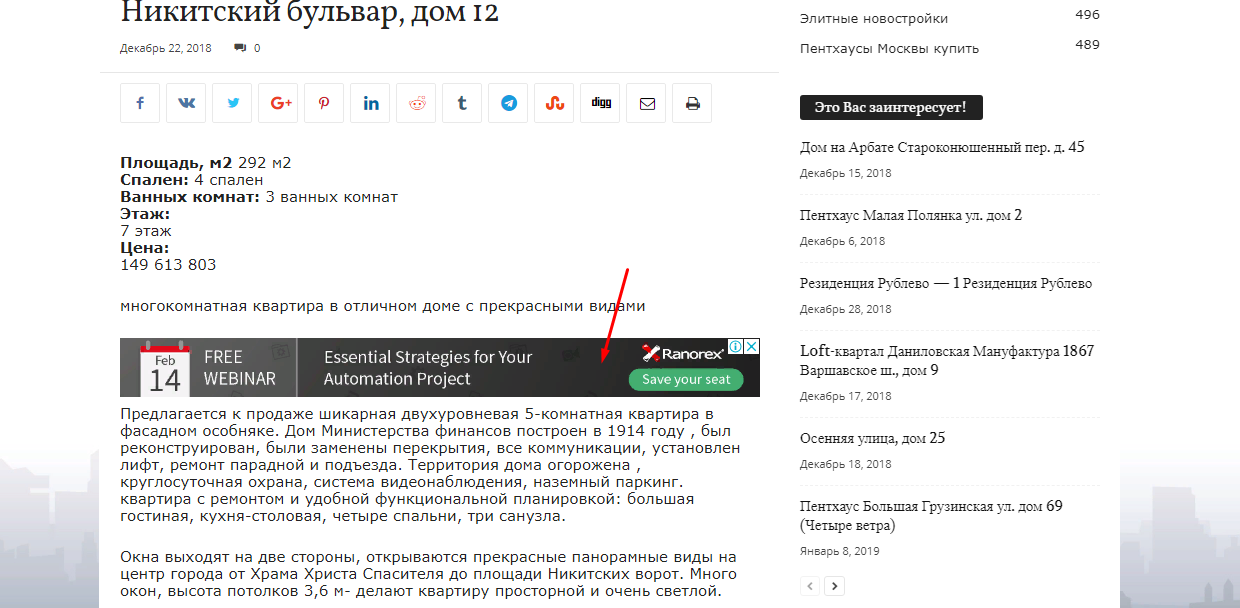 Никитский бульвар, дом 12
Декабрь 22, 2018 0
G+
digg
Площадь, м2 292 м2
Спален: 4 спален
Ванных комнат: 3 ванных комнат
Этаж:
7 этаж
Цена:
149 613 803
многокомнатная квартира в отличном доме с прекрасными видами
Feb
14
FREE
WEBINAR
Essential Strategies for Your
Automation Project
Ranorex
Save your seat
Предлагается к продаже шикарная двухуровневая 5-комнатная квартира в
фасадном особняке. Дом Министерства финансов построен в 1914 году , был
реконструирован, были заменены перекрытия, все коммуникации, установлен
лифт, ремонт парадной и подъезда. Территория дома огорожена ,
круглосуточная охрана, система видеонаблюдения, наземный паркинг.
квартира с ремонтом и удобной функциональной планировкой: большая
гостиная, кухня-столовая, четыре спальни, три санузла.
Окна выходят на две стороны, открываются прекрасные панорамные виды на
центр города от Храма Христа Спасителя до площади Никитских ворот. Много
окон, высота потолков 3,6 м- делают квартиру просторной и очень светлой.
Элитные новостройки 496
Пентхаусы Москвы купить 489
Это Вас заинтересует!
Дом на Арбате Староконюшенный пер. д. 45
Декабрь 15, 2018
Пентхаус Малая Полянка ул. дом 2
Декабрь 6, 2018
Резиденция Рублево — 1 Резиденция Рублево
Декабрь 28, 2018
Loft-квартал Даниловская Мануфактура 1867
Варшавское ш., дом 9
Декабрь 17, 2018
Осенняя улица, дом 25
Декабрь 18, 2018
Пентхаус Большая Грузинская ул. дом 69
(Четыре ветра)
Январь 8, 2019